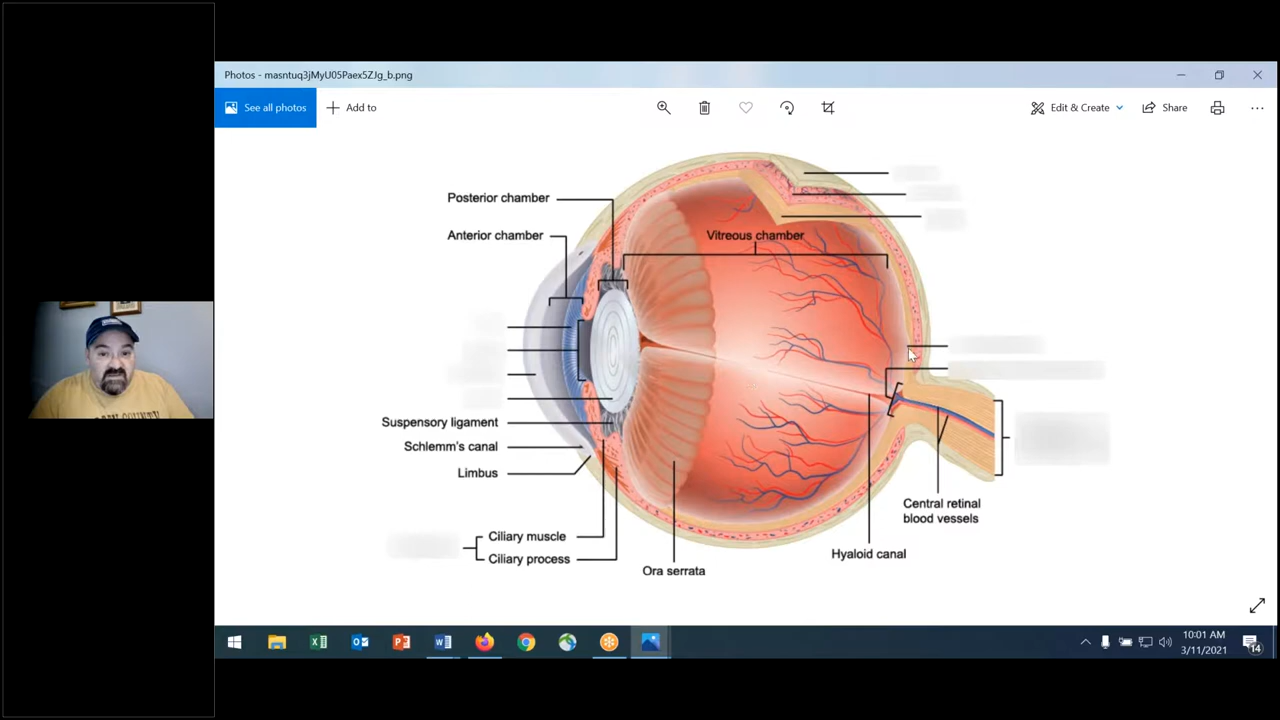 Photos - masntuq3jMyU05Paex5ZJg_b.png
See all photos
Add to
Edit & Create
Share
Posterior chamber
Anterior chamber
Vitreous chamber
Suspensory ligament
Schlemm's canal
Limbus
Ciliary muscle
Ciliary process
Ora serrata
Hyaloid canal
Central retinal
blood vessels
10:01 AM
3/11/2021
14